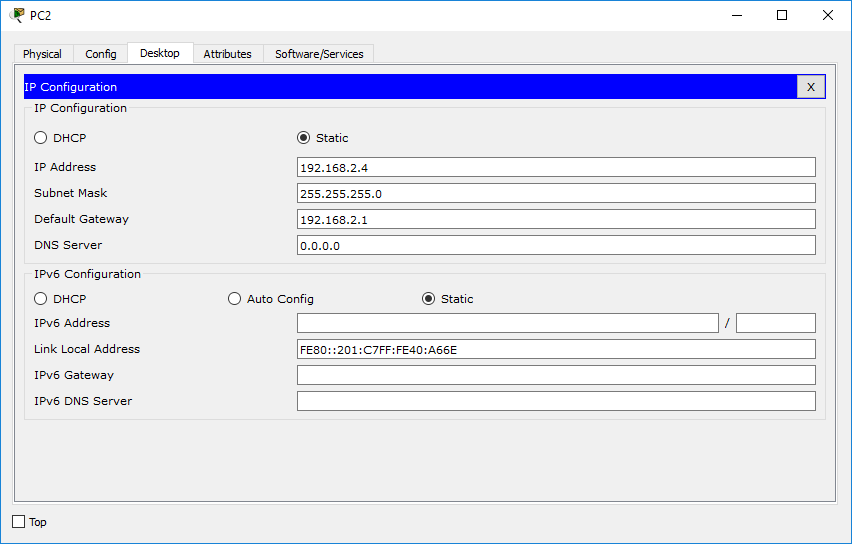 PC2
Physical Config Desktop Attributes Software/Services
IP Configuration X
IP Configuration
DHCP Static
IP Address 192.168.2.4
Subnet Mask 255.255.255.0
Default Gateway 192.168.2.1
DNS Server 0.0.0.0
IPv6 Configuration
DHCP Auto Config Static
IPv6 Address /
Link Local Address FE80::201:C7FF:FE40:A66E
IPv6 Gateway
IPv6 DNS Server
Top